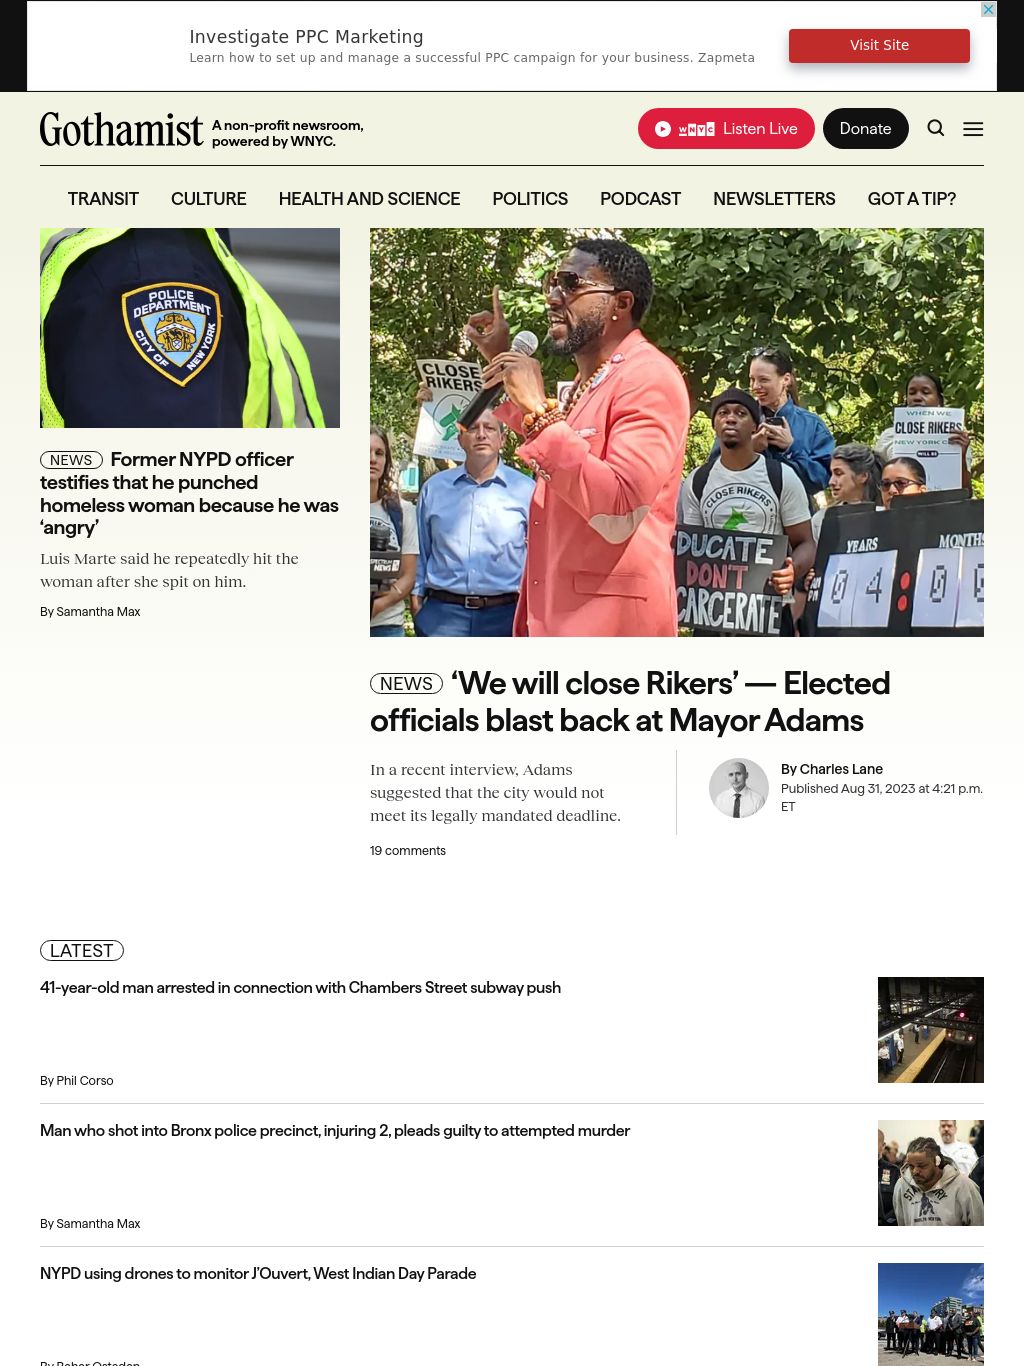 Investigate PPC Marketing
Learn how to set up and manage a successful PPC campaign for your business. Zapmeta
Visit Site
Gothamist
A non-profit newsroom,
powered by WNYC.
WNYC
Listen Live
Donate
TRANSIT
CULTURE
HEALTH AND SCIENCE
POLITICS
PODCAST
NEWSLETTERS
GOT A TIP?
POLICE
DEPARTMENT
CITY OF
NEW YORK
NEWS Former NYPD officer
testifies that he punched
homeless woman because he was
‘angry’
Luis Marte said he repeatedly hit the
woman after she spit on him.
By Samantha Max
CLOSE
RIKERS
WHEN WE
CLOSE RIKERS
NEW YORK C
WILL BE
CLOSE RIKERS
DUCATE
DON'T
CARCERATE
YEARS
MONTHS
04:0
SPECTRUM
NEWS
NEWS ‘We will close Rikers’ — Elected
officials blast back at Mayor Adams
In a recent interview, Adams
suggested that the city would not
meet its legally mandated deadline.
19 comments
By Charles Lane
Published Aug 31, 2023 at 4:21 p.m.
ET
LATEST
41-year-old man arrested in connection with Chambers Street subway push
By Phil Corso
Man who shot into Bronx police precinct, injuring 2, pleads guilty to attempted murder
By Samantha Max
NYPD using drones to monitor J’Ouvert, West Indian Day Parade